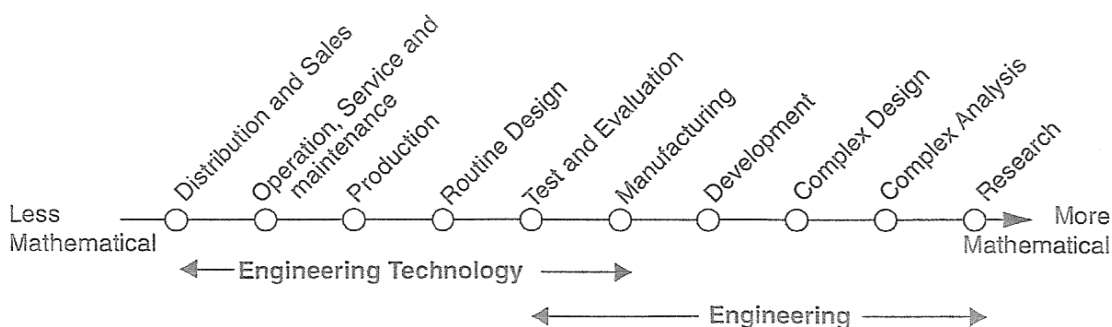 Distribution and Sales
Operation, Service and
maintenance
Production
Routine Design
Test and Evaluation
Manufacturing
Development
Complex Design
Complex Analysis
Research
Less
Mathematical
More
Mathematical
Engineering Technology
Engineering